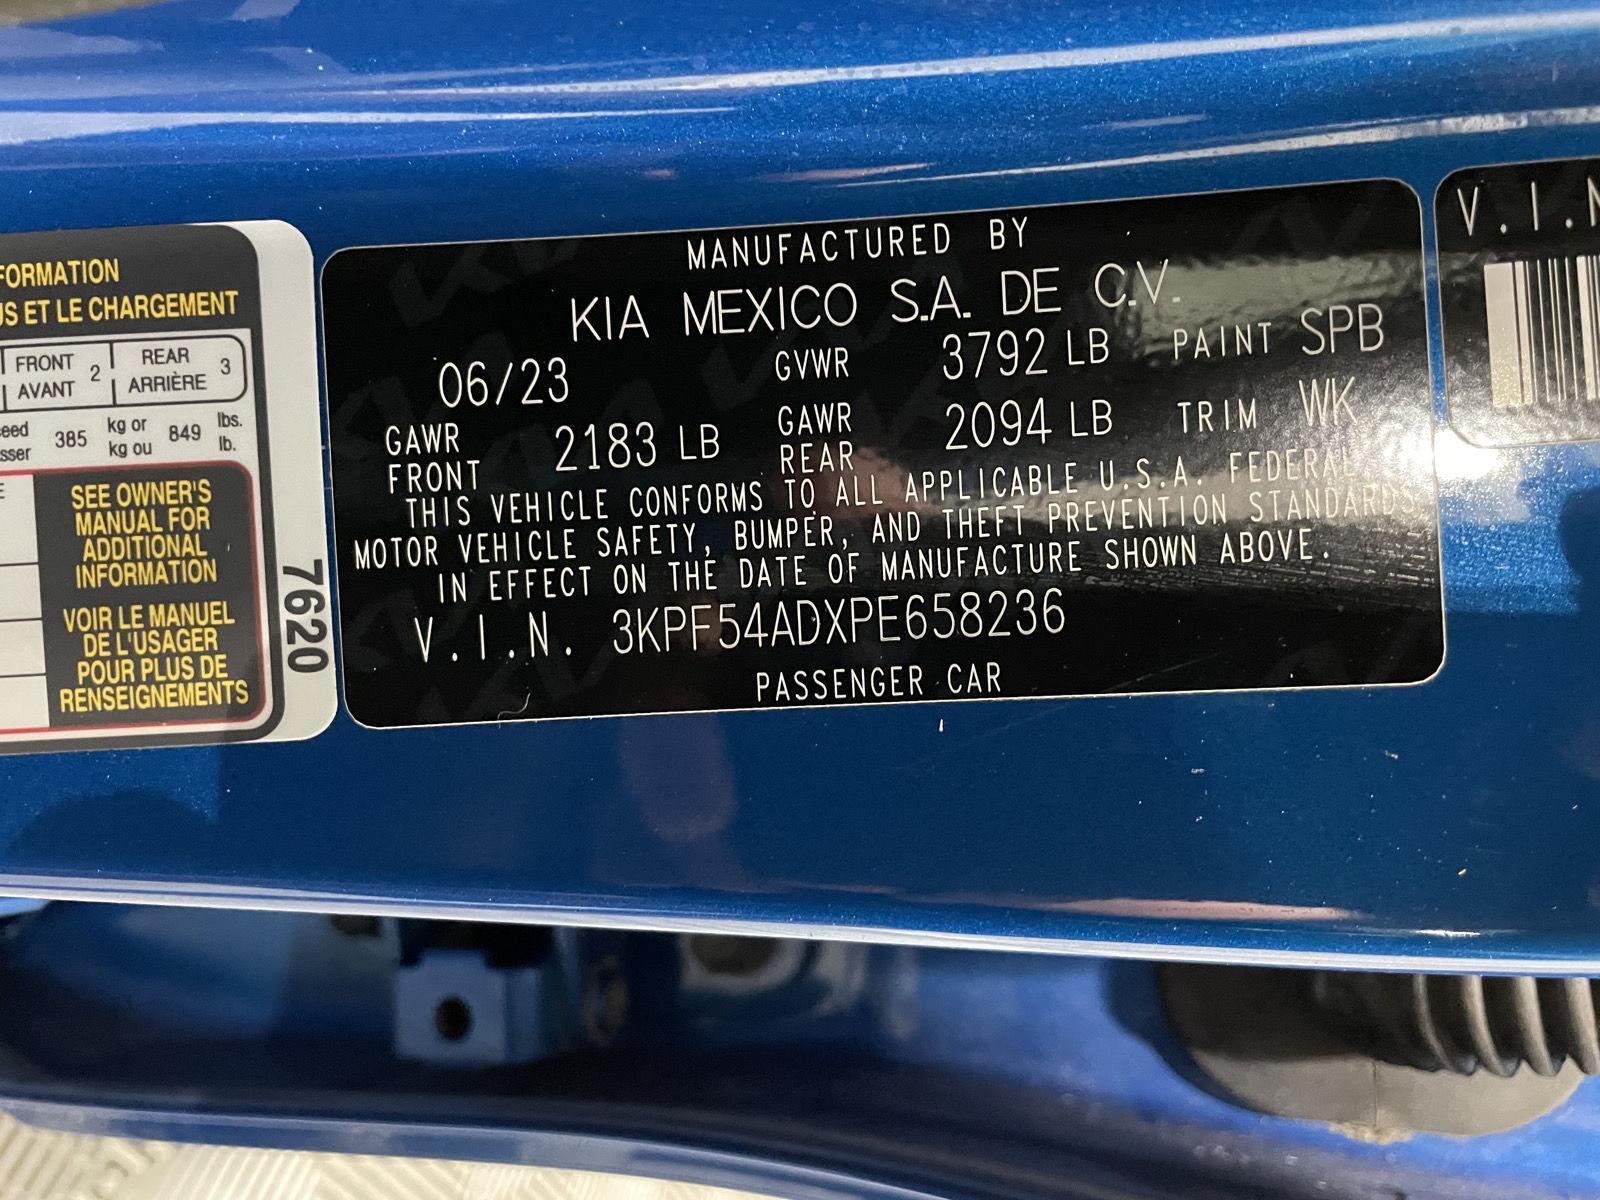 FORMATION
US ET LE CHARGEMENT
FRONT 2 REAR 3
AVANT ARRIÈRE
eed 385 kg or 849 lbs.
sser kg ou lb.
E
SEE OWNER'S
MANUAL FOR
ADDITIONAL
INFORMATION
VOIR LE MANUEL
DE L'USAGER
POUR PLUS DE
RENSEIGNEMENTS
7620
MANUFACTURED BY
KIA MEXICO S.A. DE C.V.
06/23 GVWR 3792 LB PAINT SPB
GAWR FRONT 2183 LB GAWR REAR 2094 LB TRIM WK
THIS VEHICLE CONFORMS TO ALL APPLICABLE U.S.A. FEDERAL
MOTOR VEHICLE SAFETY, BUMPER, AND THEFT PREVENTION STANDARDS
IN EFFECT ON THE DATE OF MANUFACTURE SHOWN ABOVE.
V.I.N. 3KPF54ADXPE658236
PASSENGER CAR
V.I.N